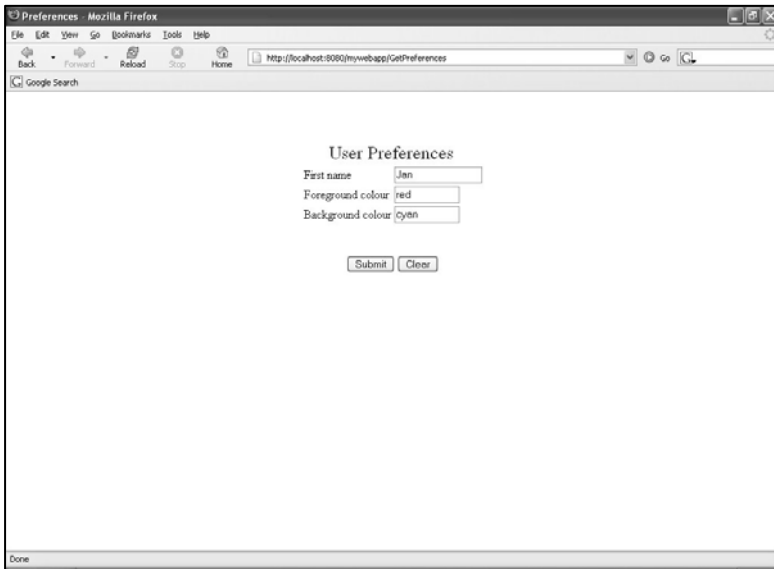 Preferences - Mozilla Firefox
File Edit View Go Bookmarks Tools Help
Back Forward Reload Stop Home http://localhost:8080/mywebapp/GetPreferences Go
Google Search
User Preferences
First name Jan
Foreground colour red
Background colour cyan
Submit Clear
Done